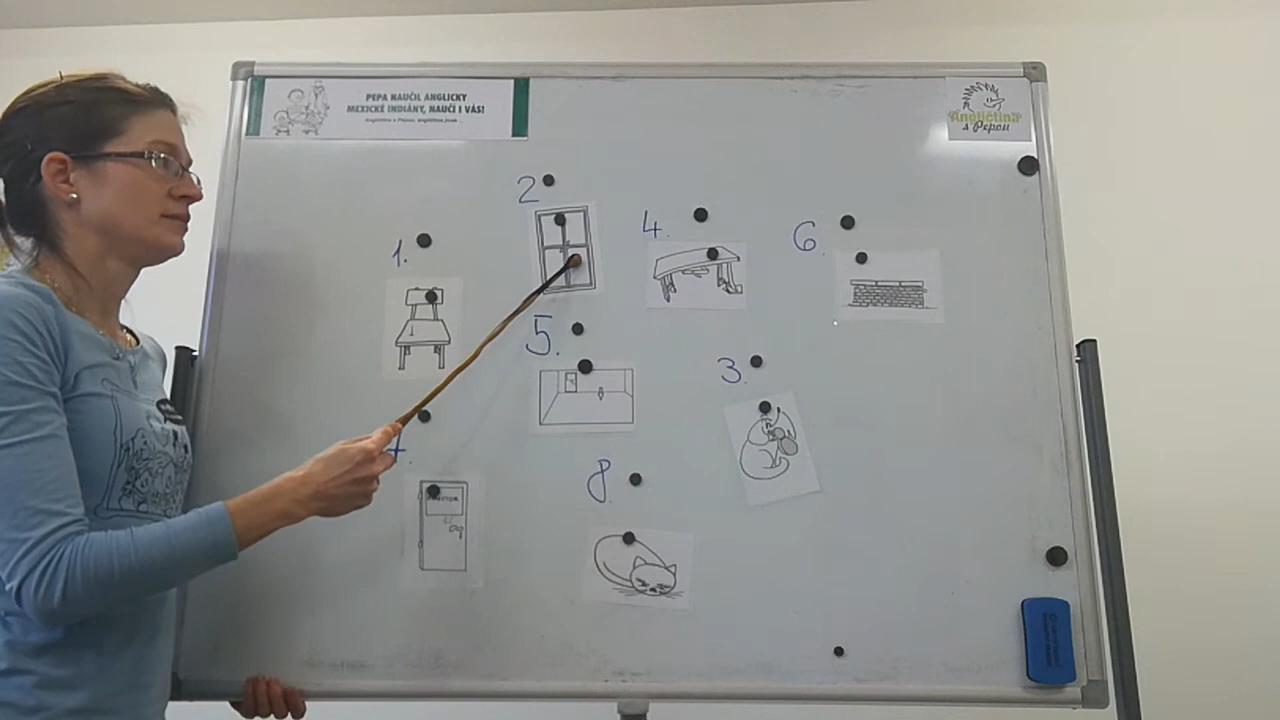 PEPA NAUČIL ANGLICKY
MEXICKÉ INDIÁNY, NAUČÍ I VÁS!
Angličtina s Pepou, angličtina jinak ...
Angličtina
s Pepou
2
4.
6.
1.
5.
3.
7.
8.